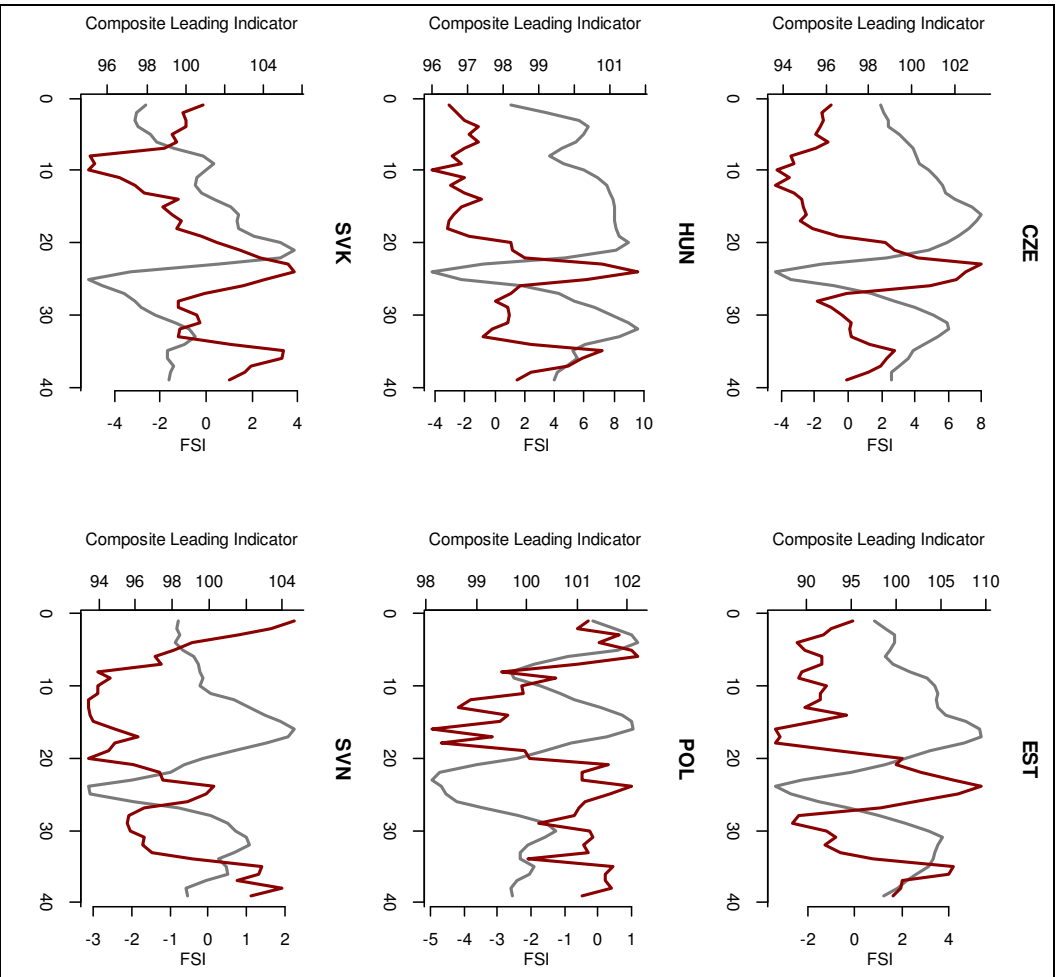 Composite Leading Indicator
96 98 100 104
0 10 20 30 40
SVK
-4 -2 0 2 4
FSI
Composite Leading Indicator
96 97 98 99 101
0 10 20 30 40
HUN
-4 -2 0 2 4 6 8 10
FSI
Composite Leading Indicator
94 96 98 100 102
0 10 20 30 40
CZE
-4 -2 0 2 4 6 8
FSI
Composite Leading Indicator
94 96 98 100 104
0 10 20 30 40
SVN
-3 -2 -1 0 1 2
FSI
Composite Leading Indicator
98 99 100 101 102
0 10 20 30 40
POL
-5 -4 -3 -2 -1 0 1
FSI
Composite Leading Indicator
90 95 100 105 110
0 10 20 30 40
EST
-2 0 2 4
FSI